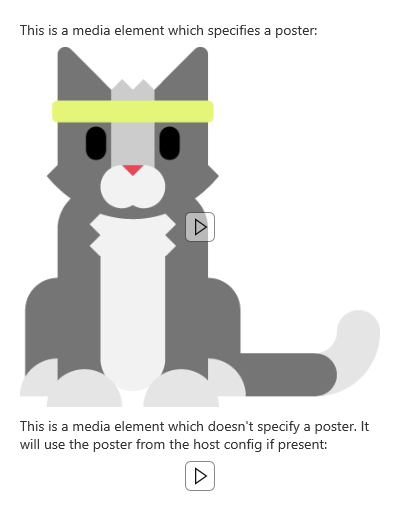 This is a media element which specifies a poster:
This is a media element which doesn't specify a poster. It
will use the poster from the host config if present: